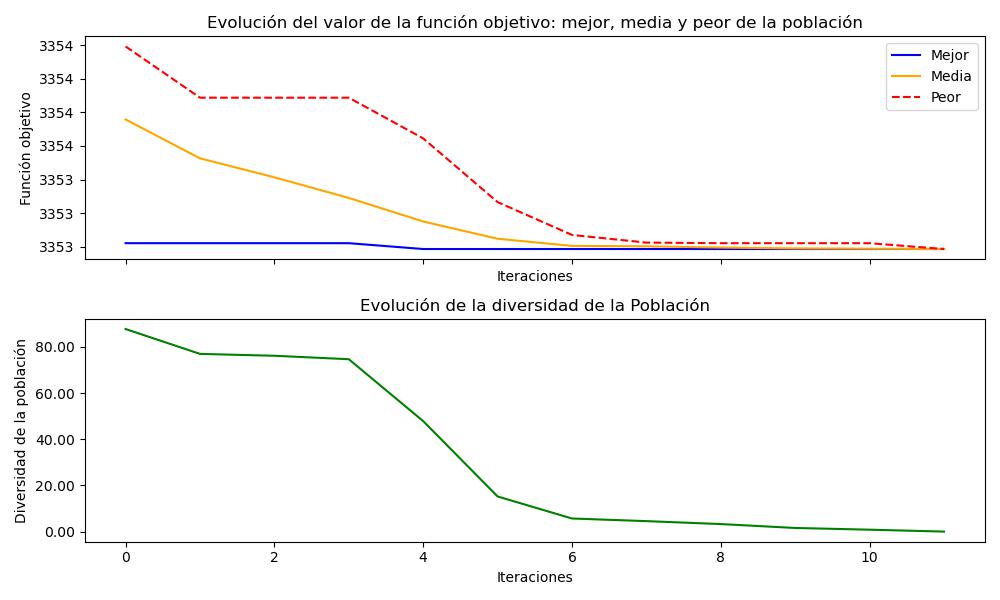 Evolución del valor de la función objetivo: mejor, media y peor de la población
3354
3354
3354
3354
3353
3353
3353
Función objetivo
Mejor
Media
Peor
Iteraciones
Evolución de la diversidad de la Población
80.00
60.00
40.00
20.00
0.00
Diversidad de la población
0 2 4 6 8 10
Iteraciones